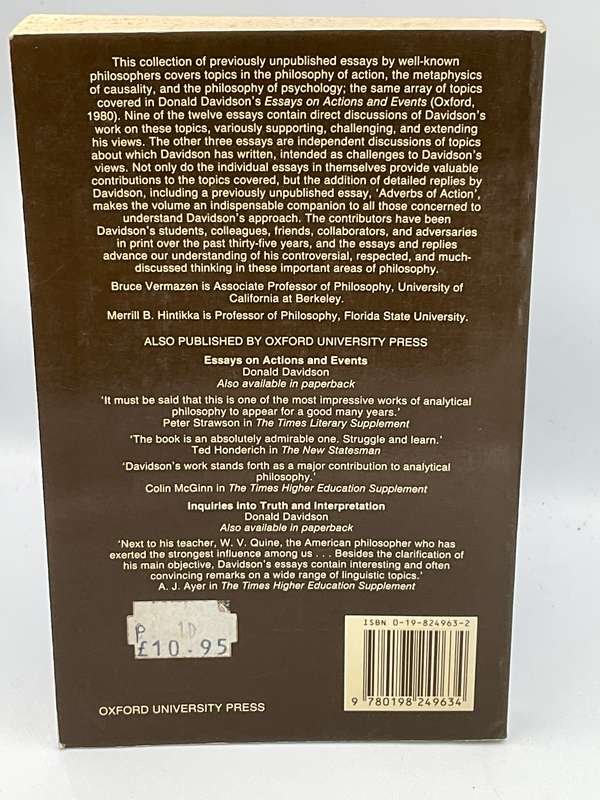 This collection of previously unpublished essays by well-known
philosophers covers topics in the philosophy of action, the metaphysics
of causality, and the philosophy of psychology; the same array of topics
covered in Donald Davidson's Essays on Actions and Events (Oxford,
1980). Nine of the twelve essays contain direct discussions of Davidson's
work on these topics, variously supporting, challenging, and extending
his views. The other three essays are independent discussions of topics
about which Davidson has written, intended as challenges to Davidson's
views. Not only do the individual essays in themselves provide valuable
contributions to the topics covered, but the addition of detailed replies by
Davidson, including a previously unpublished essay, 'Adverbs of Action',
makes the volume an indispensable companion to all those concerned to
understand Davidson's approach. The contributors have been
Davidson's students, colleagues, friends, collaborators, and adversaries
in print over the past thirty-five years, and the essays and replies
advance our understanding of his controversial, respected, and much-
discussed thinking in these important areas of philosophy.
Bruce Vermazen is Associate Professor of Philosophy, University of
California at Berkeley.
Merrill B. Hintikka is Professor of Philosophy, Florida State University.
ALSO PUBLISHED BY OXFORD UNIVERSITY PRESS
Essays on Actions and Events
Donald Davidson
Also available in paperback
'It must be said that this is one of the most impressive works of analytical
philosophy to appear for a good many years.'
Peter Strawson in The Times Literary Supplement
'The book is an absolutely admirable one. Struggle and learn.'
Ted Honderich in The New Statesman
'Davidson's work stands forth as a major contribution to analytical
philosophy.'
Colin McGinn in The Times Higher Education Supplement
Inquiries into Truth and Interpretation
Donald Davidson
Also available in paperback
'Next to his teacher, W. V. Quine, the American philosopher who has
exerted the strongest influence among us . . . Besides the clarification of
his main objective, Davidson's essays contain interesting and often
convincing remarks on a wide range of linguistic topics.'
A. J. Ayer in The Times Higher Education Supplement
P 1D
£10.95
ISBN 0-19-824963-2
9 780198 249634
OXFORD UNIVERSITY PRESS